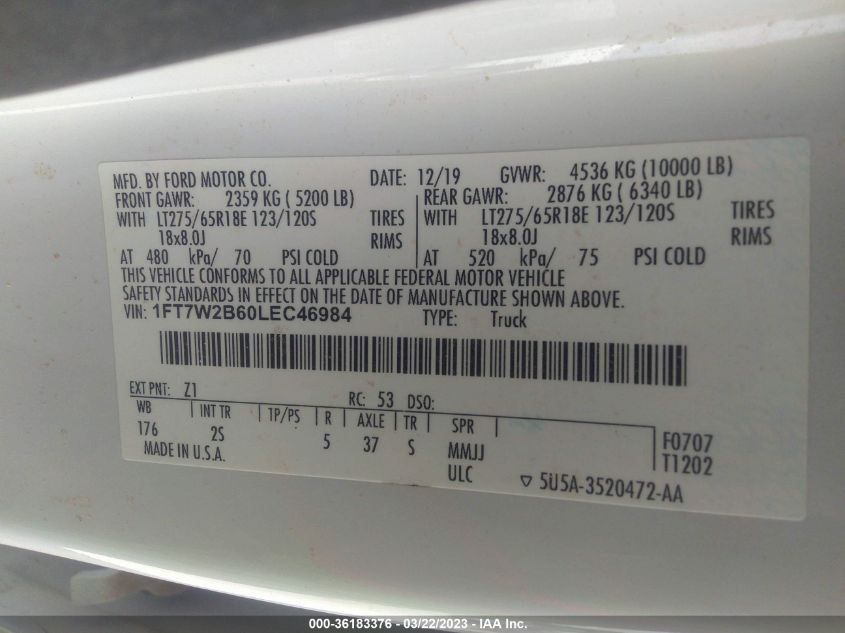 MFD. BY FORD MOTOR CO. DATE: 12/19 GVWR: 4536 KG (10000 LB)
FRONT GAWR: 2359 KG ( 5200 LB) REAR GAWR: 2876 KG ( 6340 LB)
WITH LT275/65R18E 123/120S TIRES WITH LT275/65R18E 123/120S TIRES
18x8.0J RIMS 18x8.0J RIMS
AT 480 kPa/ 70 PSI COLD AT 520 kPa/ 75 PSI COLD
THIS VEHICLE CONFORMS TO ALL APPLICABLE FEDERAL MOTOR VEHICLE
SAFETY STANDARDS IN EFFECT ON THE DATE OF MANUFACTURE SHOWN ABOVE.
VIN: 1FT7W2B60LEC46984 TYPE: Truck
EXT PNT: Z1 RC: 53 DSO:
WB INT TR TP/PS R AXLE TR SPR F0707
176 2S 5 37 S MMJJ T1202
MADE IN U.S.A. ULC ▽ 5U5A-3520472-AA
000-36183376 - 03/22/2023 - IAA Inc.